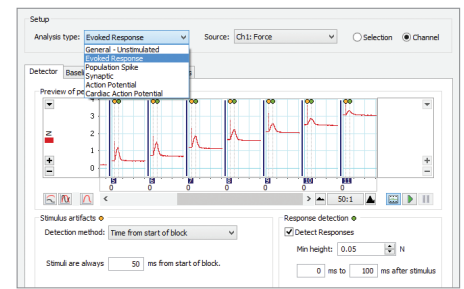 Setup
Analysis type: Evoked Response Source: Ch1: Force Selection Channel
General - Unstimulated
Evoked Response
Population Spike
Synaptic
Action Potential
Cardiac Action Potential
Detector
Preview of
3
2
N
1
0
5 6 7 8 9 10 11
0 0 0 0 0 0 0
50:1
Stimulus artifacts
Detection method: Time from start of block
Stimuli are always 50 ms from start of block.
Response detection
Detect Responses
Min height: 0.05 N
0 ms to 100 ms after stimulus